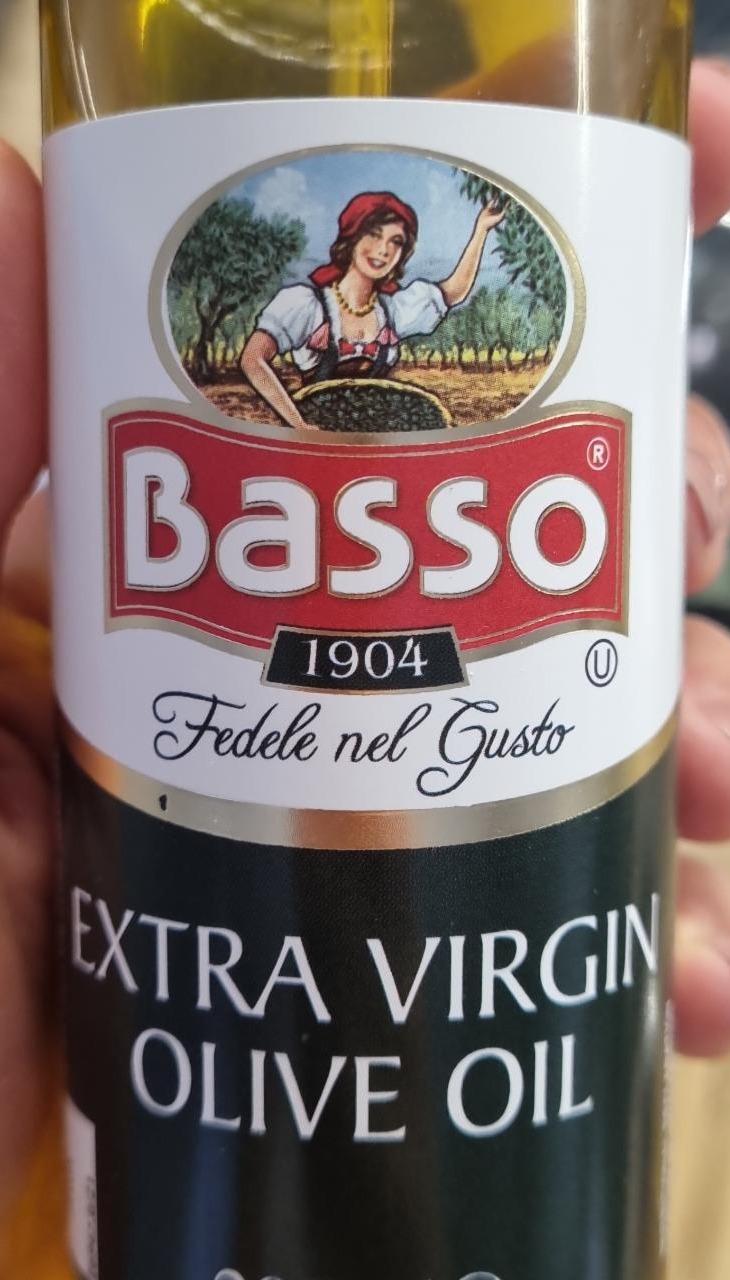 Basso®
1904
Ⓤ
Fedele nel Gusto
EXTRA VIRGIN
OLIVE OIL